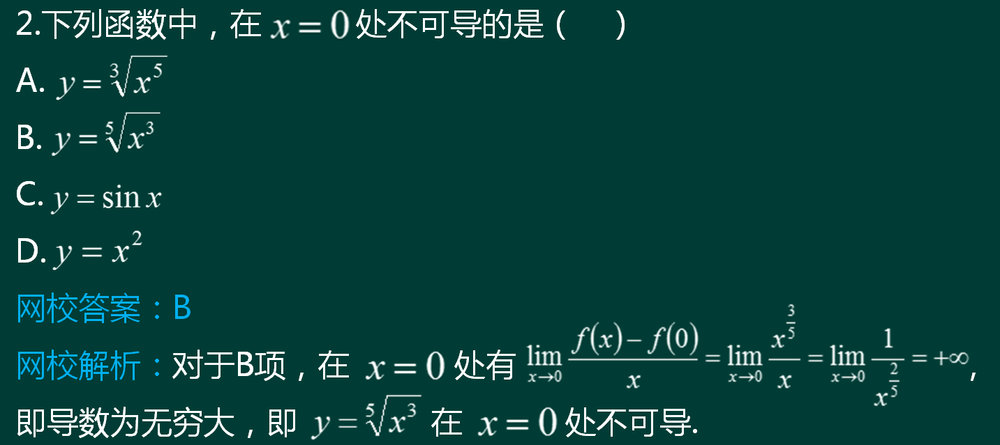 2.下列函数中，在 $x=0$ 处不可导的是（　　）
A. $y=\sqrt[3]{x^5}$
B. $y=\sqrt[5]{x^3}$
C. $y=\sin x$
D. $y=x^2$
网校答案：B
网校解析：对于B项，在 $x=0$ 处有 $\lim_{x\to 0}\frac{f(x)-f(0)}{x}=\lim_{x\to 0}\frac{x^{\frac{3}{5}}}{x}=\lim_{x\to 0}\frac{1}{x^{\frac{2}{5}}}=+\infty$，
即导数为无穷大，即 $y=\sqrt[5]{x^3}$ 在 $x=0$ 处不可导.